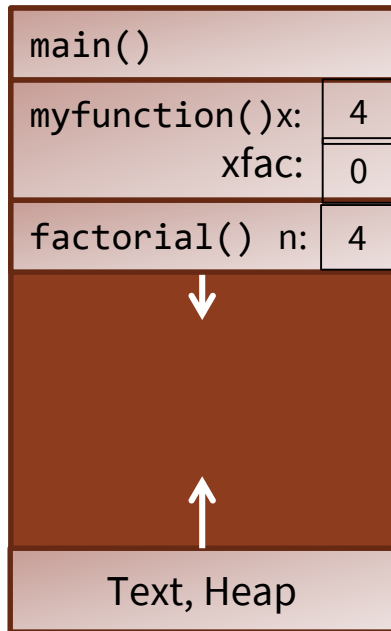 main()
myfunction()x: 4
xfac: 0
factorial() n: 4
Text, Heap